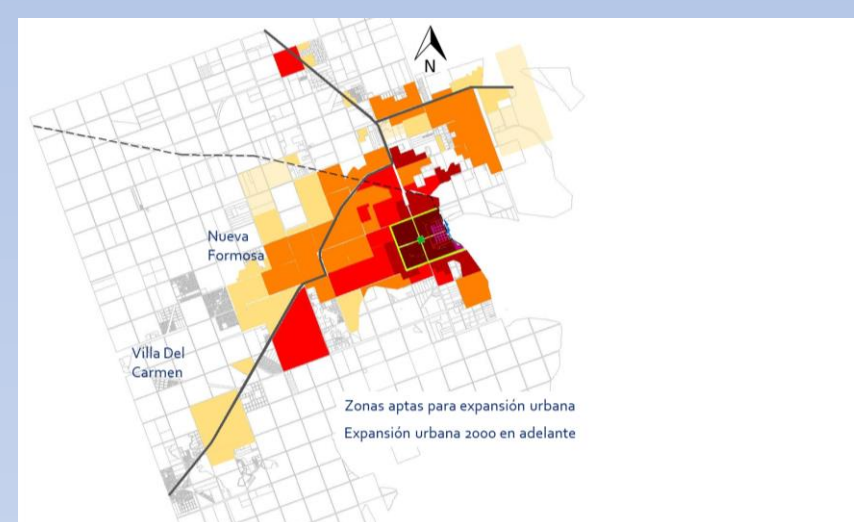 N
Nueva
Formosa
Villa Del
Carmen
Zonas aptas para expansión urbana
Expansión urbana 2000 en adelante